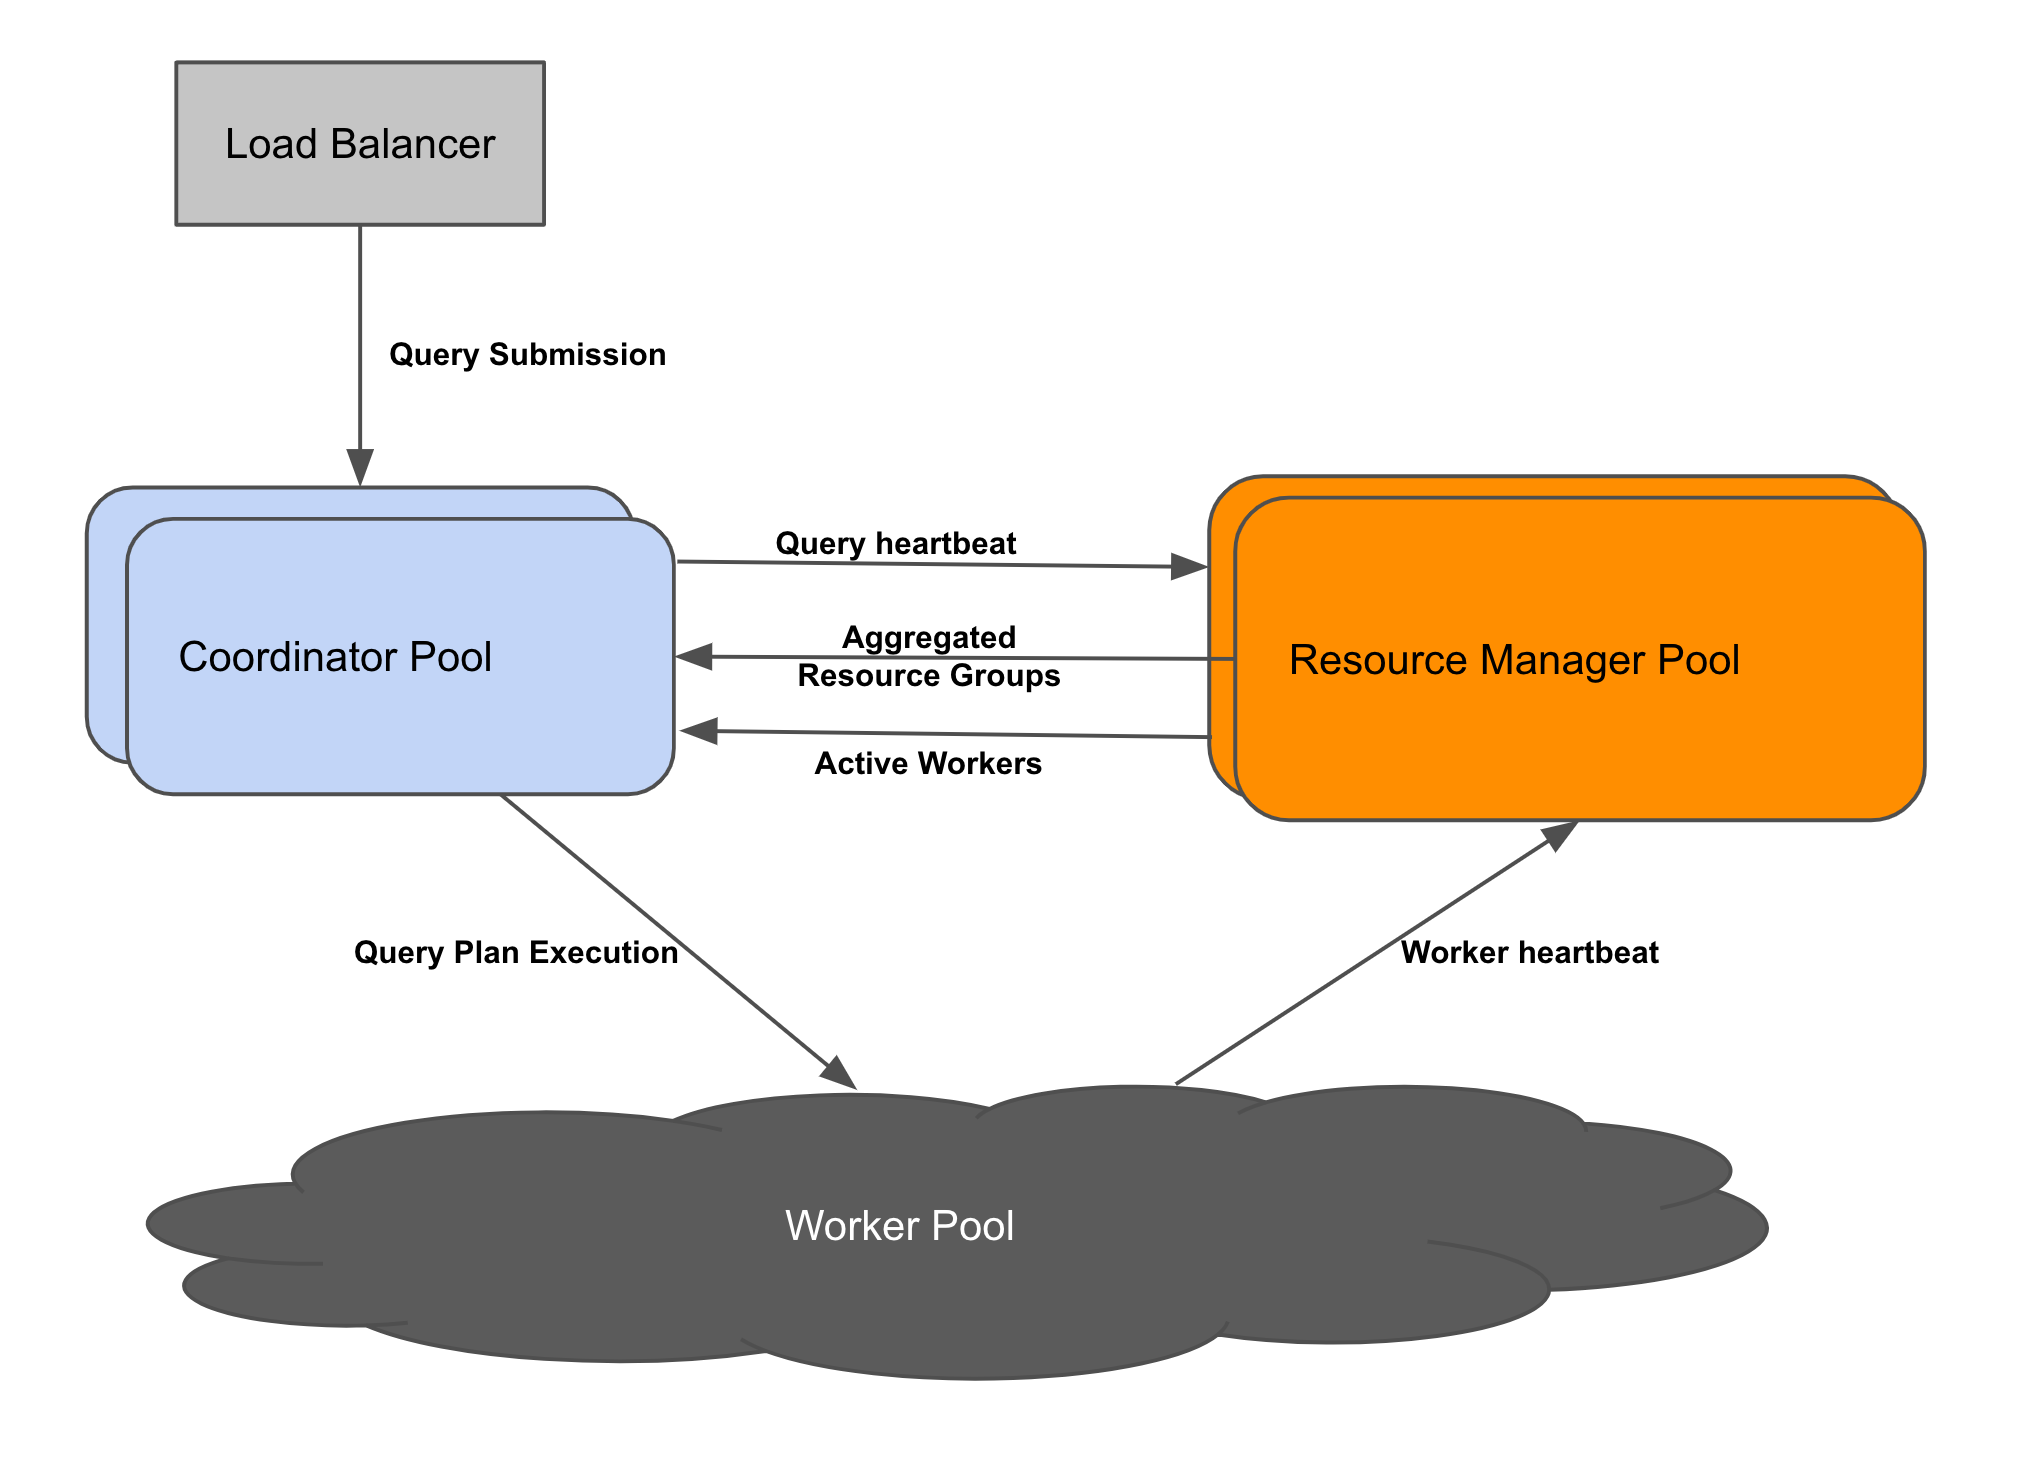 Load Balancer
Query Submission
Query heartbeat
Aggregated
Resource Groups
Active Workers
Coordinator Pool
Resource Manager Pool
Query Plan Execution
Worker heartbeat
Worker Pool